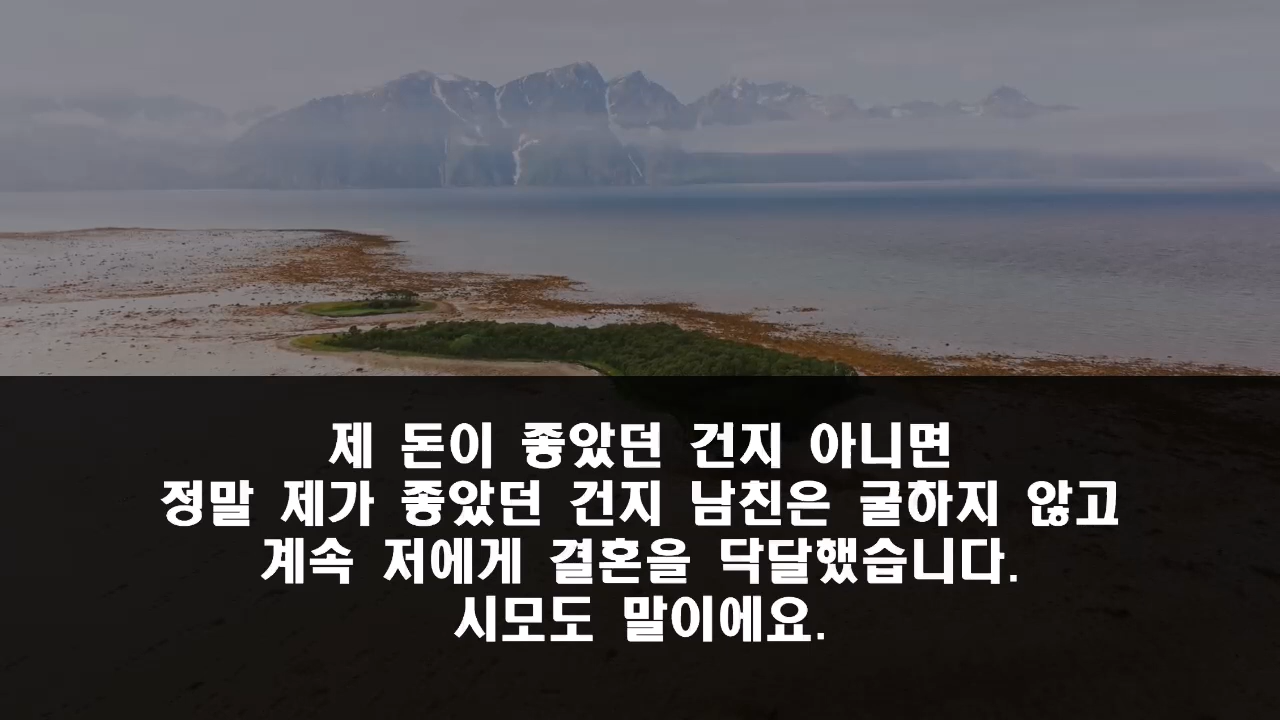 제 돈이 좋았던 건지 아니면
정말 제가 좋았던 건지 남친은 굴하지 않고
계속 저에게 결혼을 닥달했습니다.
시모도 말이에요.